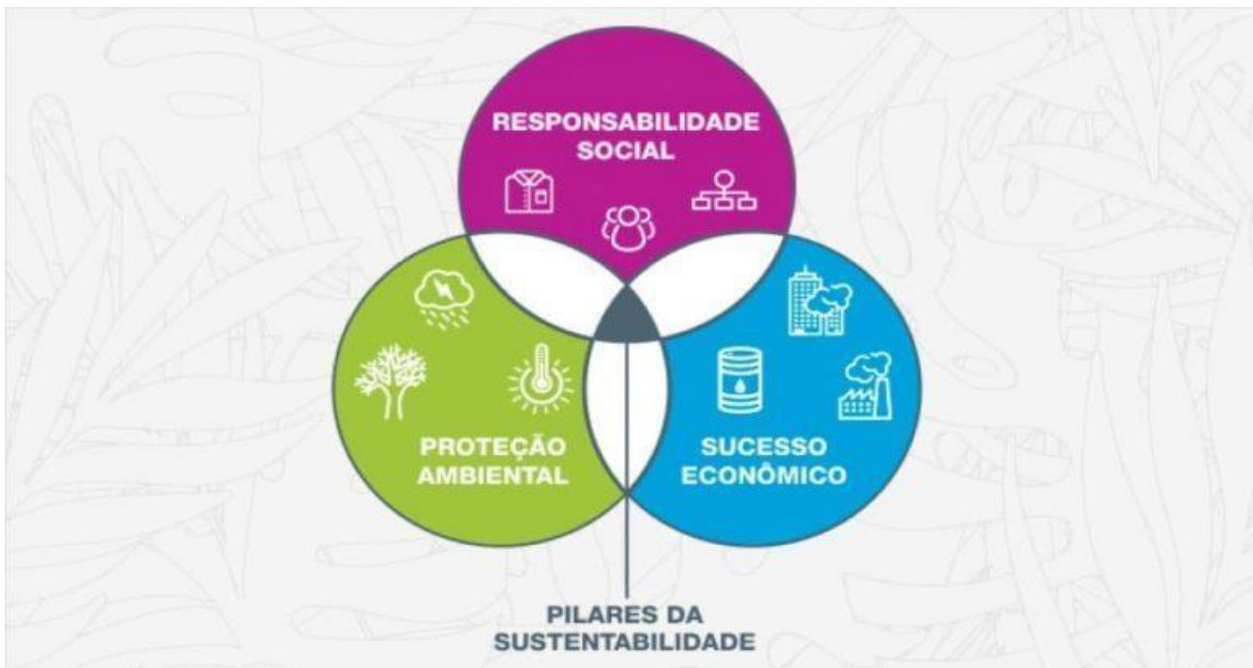 RESPONSABILIDADE
SOCIAL
PROTEÇÃO
AMBIENTAL
SUCESSO
ECONÔMICO
PILARES DA
SUSTENTABILIDADE